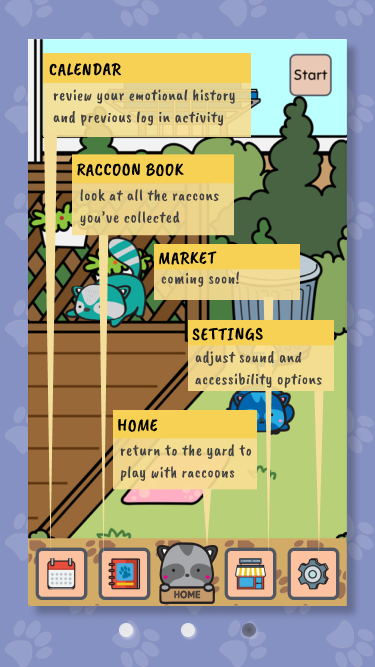 Start
CALENDAR
review your emotional history
and previous log in activity
RACCOON BOOK
look at all the raccons
you've collected
MARKET
coming soon!
SETTINGS
adjust sound and
accessibility options
HOME
return to the yard to
play with raccoons
HOME